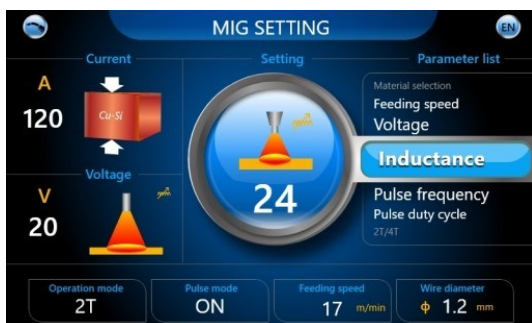 MIG SETTING
EN
Current
A
120
Cu-Si
Voltage
V
20
Setting
24
Parameter list
Material selection
Feeding speed
Voltage
Inductance
Pulse frequency
Pulse duty cycle
2T/4T
Operation mode
2T
Pulse mode
ON
Feeding speed
17 m/min
Wire diameter
ϕ 1.2 mm